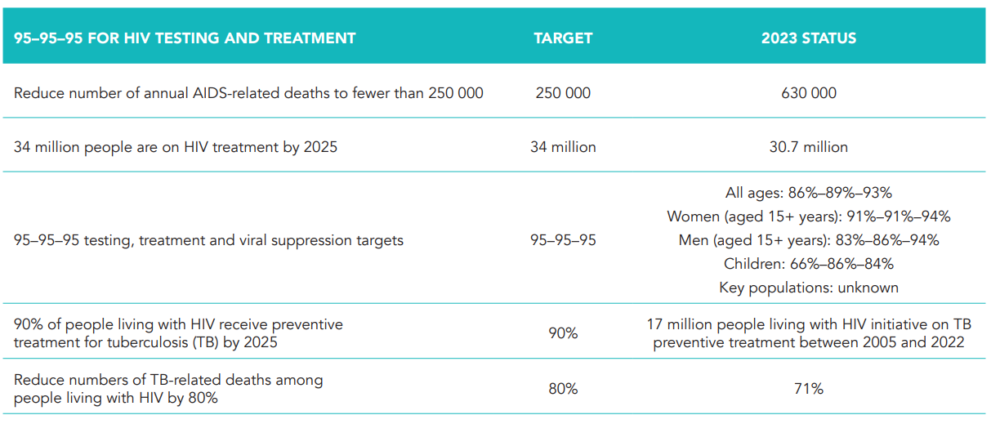 95–95–95 FOR HIV TESTING AND TREATMENT TARGET 2023 STATUS
Reduce number of annual AIDS-related deaths to fewer than 250 000 250 000 630 000
34 million people are on HIV treatment by 2025 34 million 30.7 million
95–95–95 testing, treatment and viral suppression targets 95–95–95
All ages: 86%–89%–93%
Women (aged 15+ years): 91%–91%–94%
Men (aged 15+ years): 83%–86%–94%
Children: 66%–86%–84%
Key populations: unknown
90% of people living with HIV receive preventive
treatment for tuberculosis (TB) by 2025
90%
17 million people living with HIV initiative on TB
preventive treatment between 2005 and 2022
Reduce numbers of TB-related deaths among
people living with HIV by 80%
80%
71%